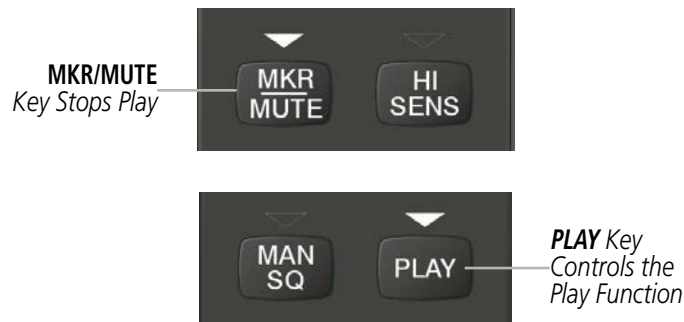 MKR/MUTE
Key Stops Play
MKR
MUTE
HI
SENS
MAN
SQ
PLAY
PLAY Key
Controls the
Play Function